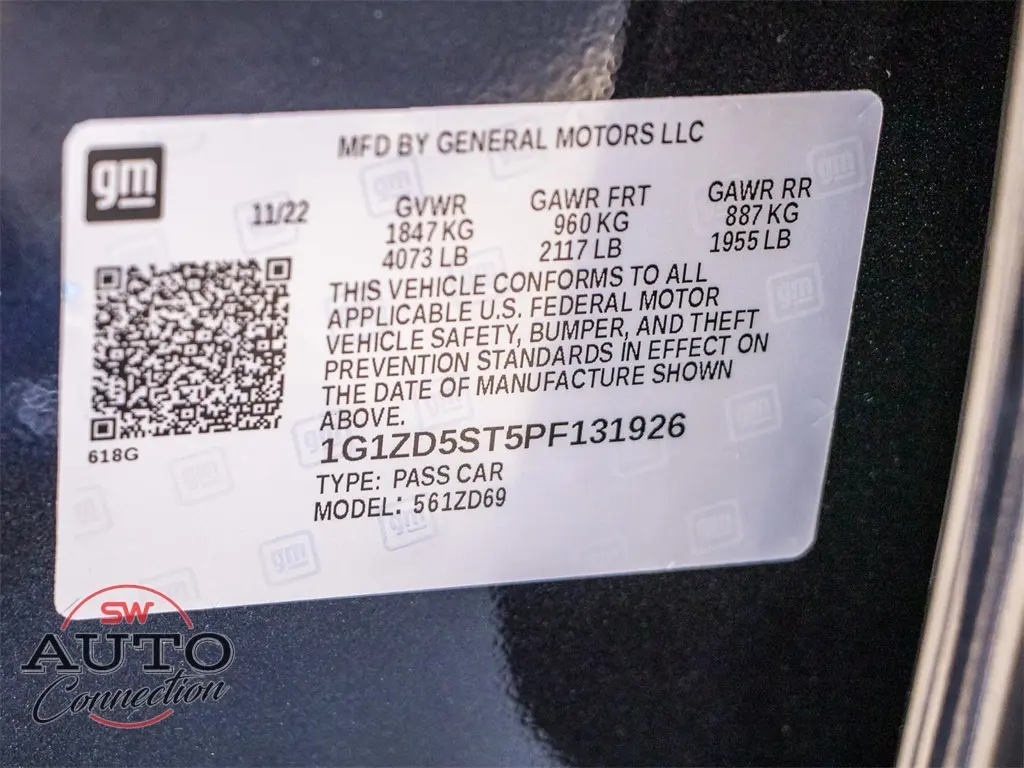 MFD BY GENERAL MOTORS LLC
gm
11/22
GVWR
1847 KG
4073 LB
GAWR FRT
960 KG
2117 LB
GAWR RR
887 KG
1955 LB
THIS VEHICLE CONFORMS TO ALL
APPLICABLE U.S. FEDERAL MOTOR
VEHICLE SAFETY, BUMPER, AND THEFT
PREVENTION STANDARDS IN EFFECT ON
THE DATE OF MANUFACTURE SHOWN
ABOVE.
618G
1G1ZD5ST5PF131926
TYPE: PASS CAR
MODEL: 561ZD69
SW
AUTO
Connection